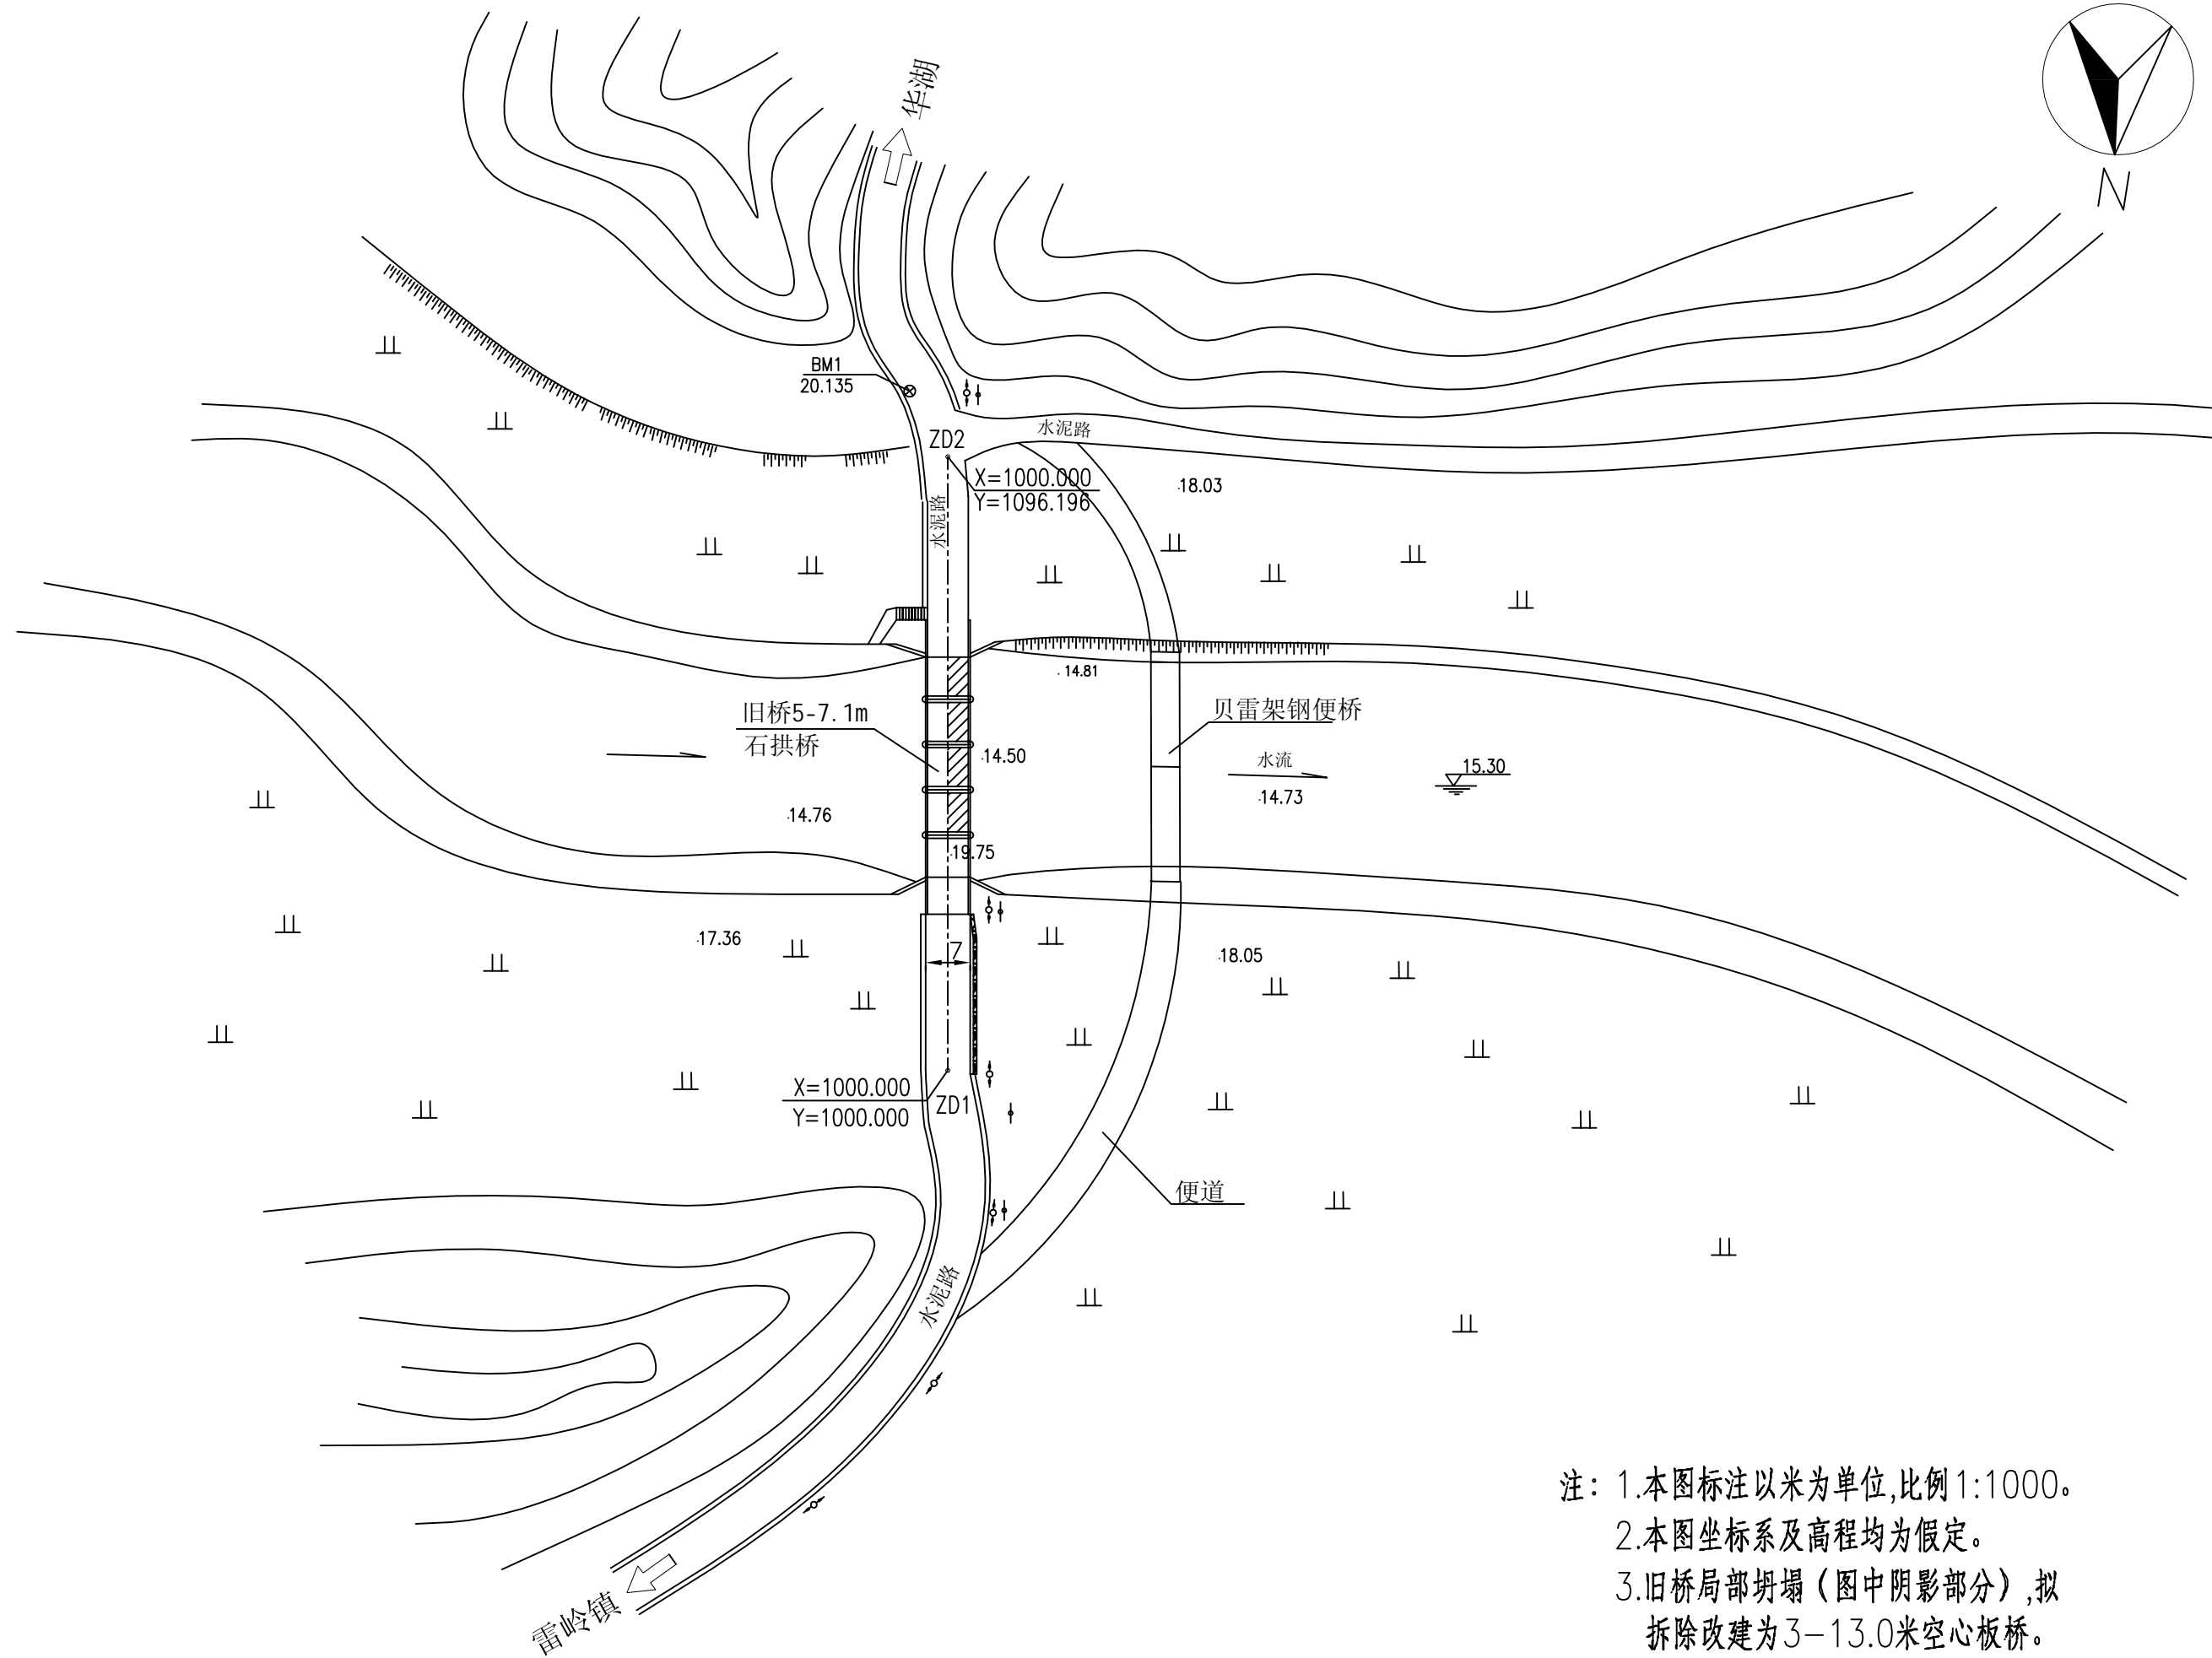 华湖
N
BM1
20.135
ZD2
水泥路
X=1000.000
Y=1096.196
18.03
水泥路
14.81
旧桥5-7.1m
石拱桥
贝雷架钢便桥
14.50
水流
15.30
14.73
14.76
19.75
17.36
7
18.05
X=1000.000
Y=1000.000
ZD1
便道
水泥路
雷岭镇
注：1.本图标注以米为单位,比例1:1000。
2.本图坐标系及高程均为假定。
3.旧桥局部坍塌（图中阴影部分）,拟
拆除改建为3-13.0米空心板桥。